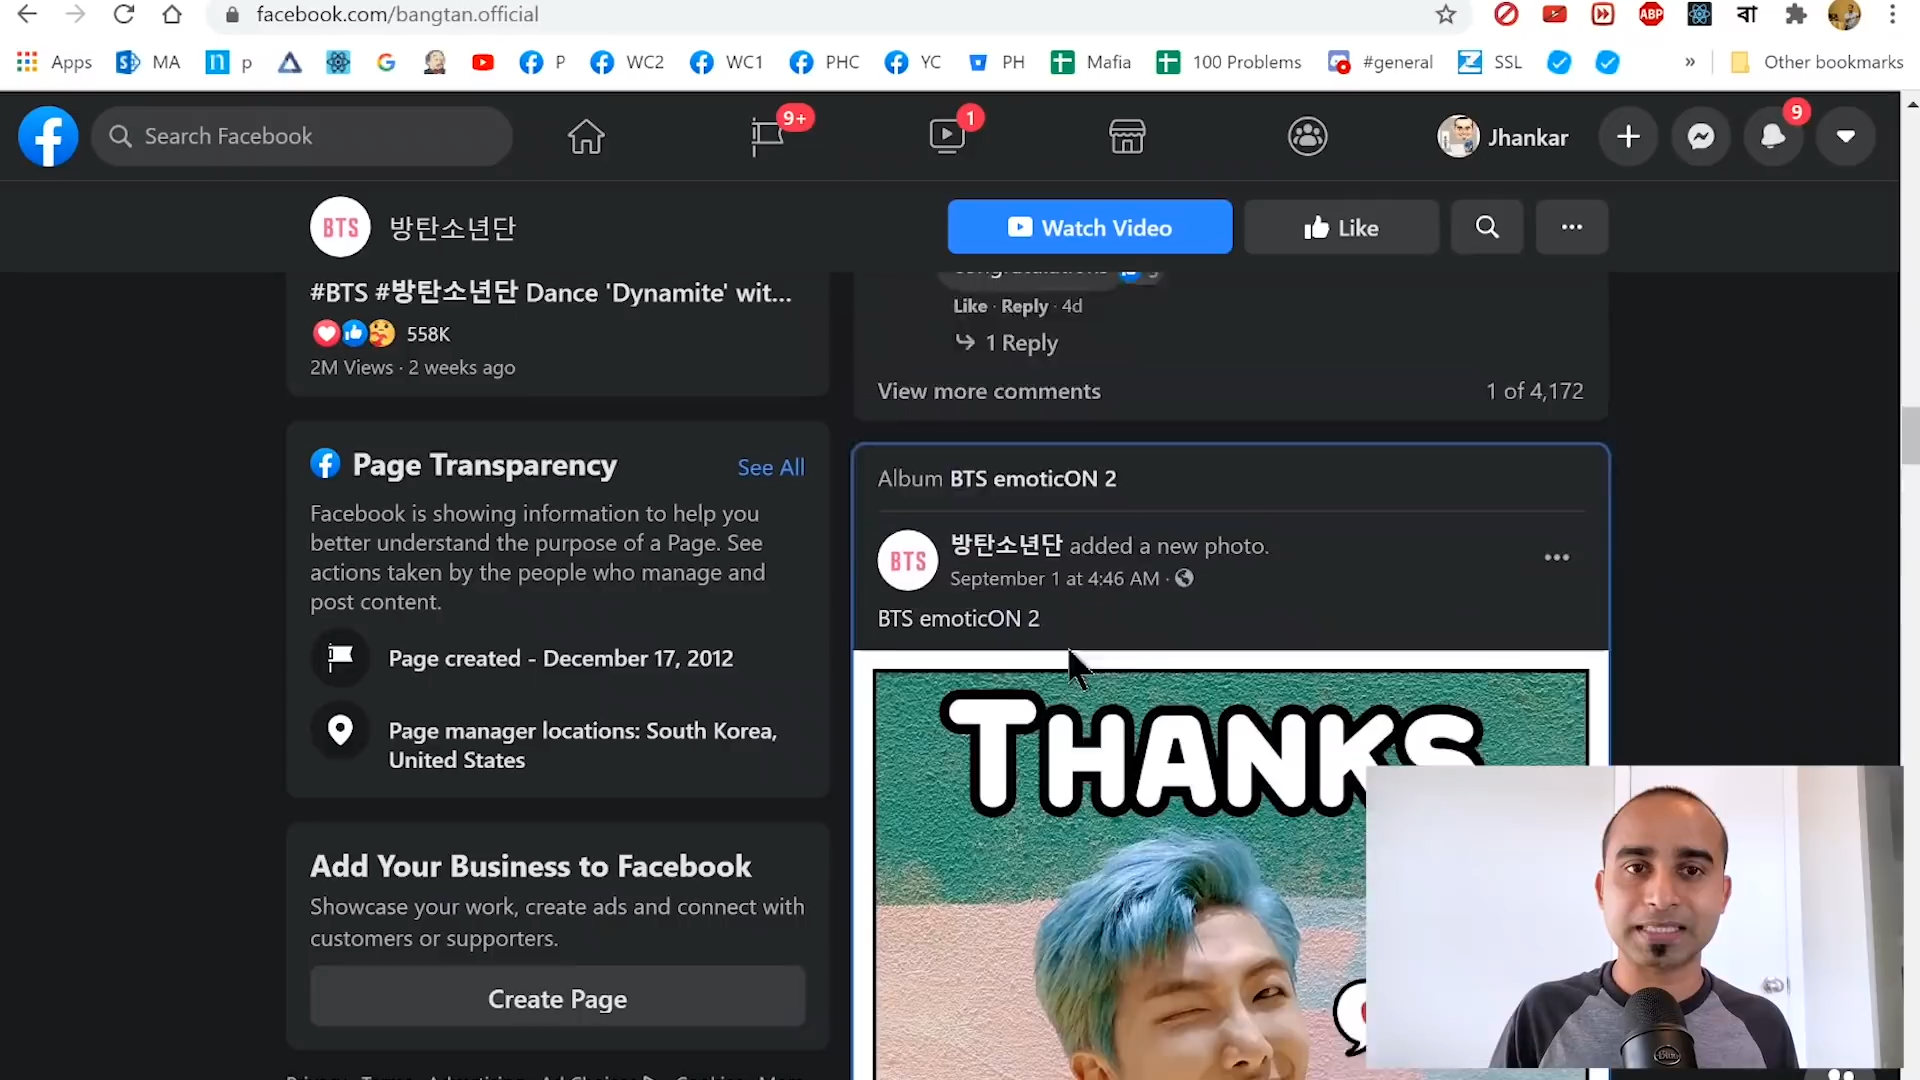 facebook.com/bangtan.official
ABP
বা
Apps MA p P WC2 WC1 PHC YC PH Mafia 100 Problems #general SSL » Other bookmarks
Search Facebook
9+
1
Jhankar
9
BTS 방탄소년단
Watch Video
Like
#BTS #방탄소년단 Dance 'Dynamite' wit...
558K
2M Views · 2 weeks ago
Page Transparency
See All
Facebook is showing information to help you
better understand the purpose of a Page. See
actions taken by the people who manage and
post content.
Page created - December 17, 2012
Page manager locations: South Korea,
United States
Add Your Business to Facebook
Showcase your work, create ads and connect with
customers or supporters.
Create Page
Like · Reply · 4d
1 Reply
View more comments
1 of 4,172
Album BTS emoticON 2
BTS
방탄소년단 added a new photo.
September 1 at 4:46 AM ·
BTS emoticON 2
THANKS